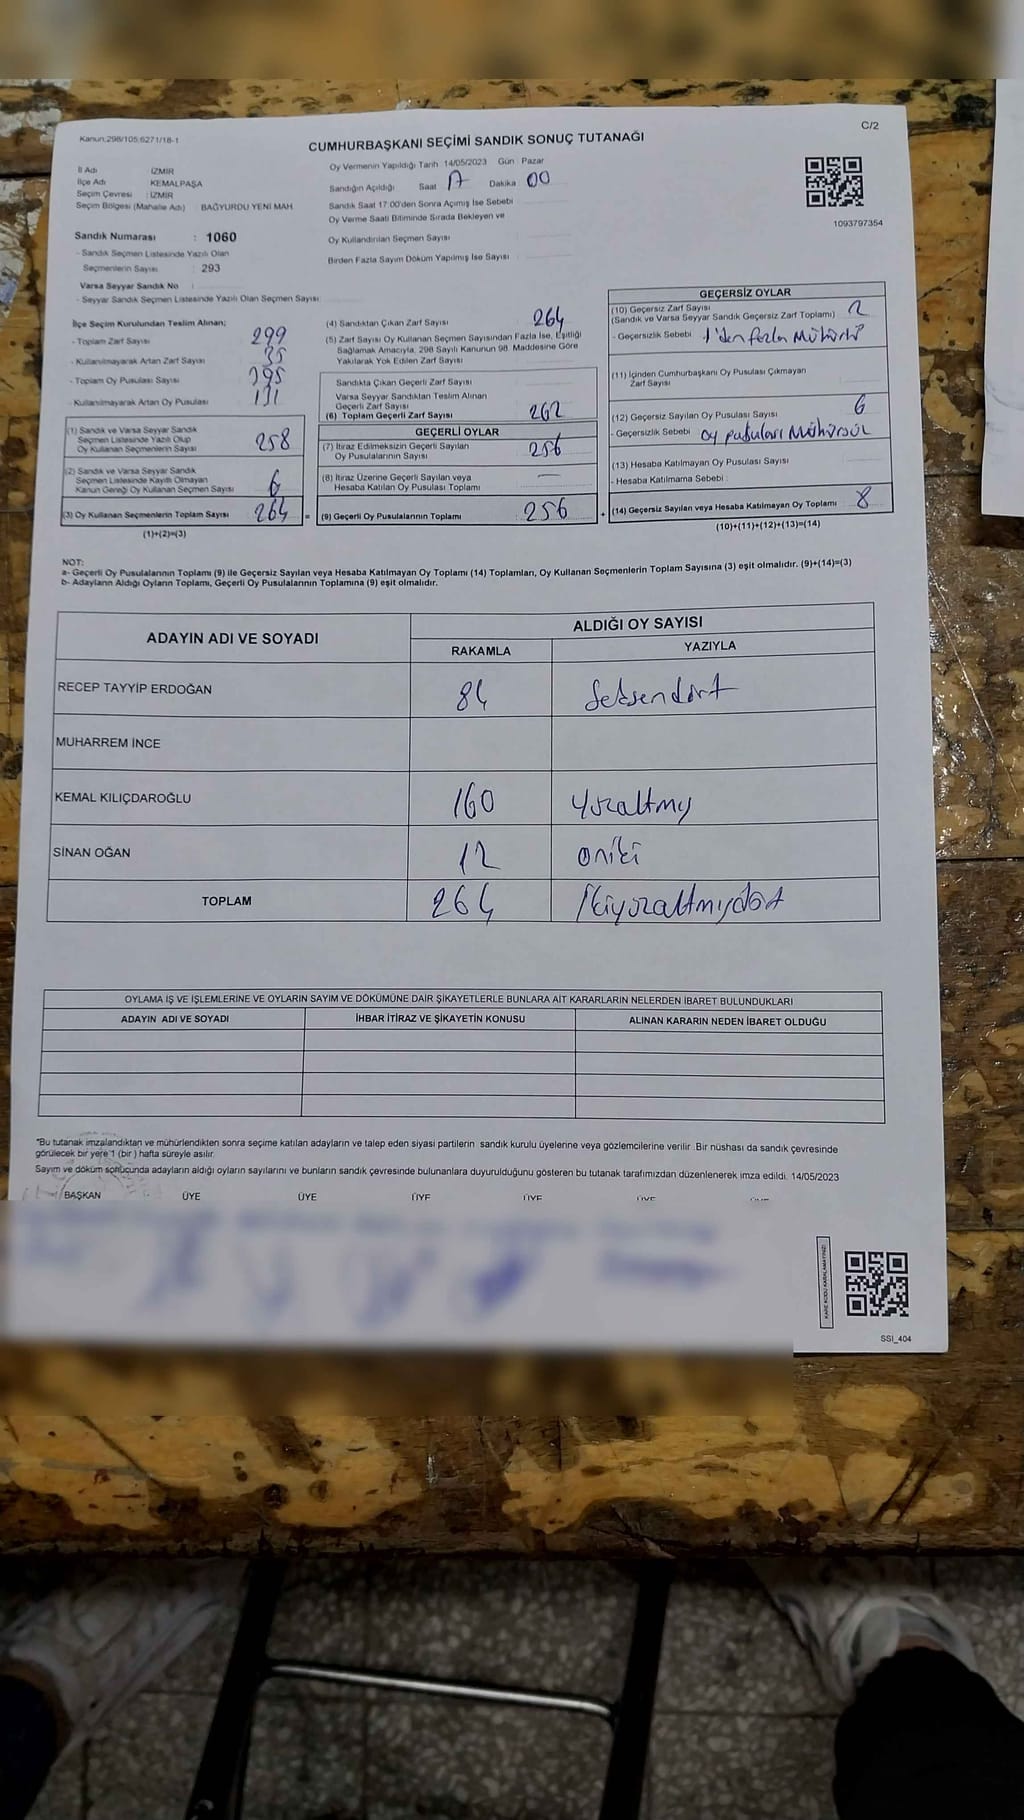 Kanun:298/105;6271/18-1
C/2
CUMHURBAŞKANI SEÇİMİ SANDIK SONUÇ TUTANAĞI
İl Adı : İZMİR
İlçe Adı : KEMALPAŞA
Seçim Çevresi : İZMİR
Seçim Bölgesi (Mahalle Adı) : BAĞYURDU YENİ MAH.
Sandık Numarası : 1060
- Sandık Seçmen Listesinde Yazılı Olan
Seçmenlerin Sayısı : 293
Varsa Seyyar Sandık No :
- Seyyar Sandık Seçmen Listesinde Yazılı Olan Seçmen Sayısı:
Oy Vermenin Yapıldığı Tarih 14/05/2023 Gün : Pazar
Sandığın Açıldığı Saat 17 Dakika 00
Sandık Saat 17:00'den Sonra Açımış İse Sebebi
Oy Verme Saati Bitiminde Sırada Bekleyen ve
Oy Kullandırılan Seçmen Sayısı
Birden Fazla Sayım Döküm Yapılmış İse Sayısı
1093797354
İlçe Seçim Kurulundan Teslim Alınan;
- Toplam Zarf Sayısı 299
- Kullanılmayarak Artan Zarf Sayısı 35
- Toplam Oy Pusulası Sayısı 395
- Kullanılmayarak Artan Oy Pusulası 131
(1) Sandık ve Varsa Seyyar Sandık
Seçmen Listesinde Yazılı Olup
Oy Kullanan Seçmenlerin Sayısı 258
(2) Sandık ve Varsa Seyyar Sandık
Seçmen Listesinde Kayıtlı Olmayan
Kanun Gereği Oy Kullanan Seçmen Sayısı 6
(3) Oy Kullanan Seçmenlerin Toplam Sayısı 264
(1)+(2)=(3)
=
(4) Sandıktan Çıkan Zarf Sayısı 264
(5) Zarf Sayısı Oy Kullanan Seçmen Sayısından Fazla İse, Eşitliği
Sağlamak Amacıyla, 298 Sayılı Kanunun 98. Maddesine Göre
Yakılarak Yok Edilen Zarf Sayısı
Sandıkta Çıkan Geçerli Zarf Sayısı
Varsa Seyyar Sandıktan Teslim Alınan
Geçerli Zarf Sayısı
(6) Toplam Geçerli Zarf Sayısı 262
GEÇERLİ OYLAR
(7) İtiraz Edilmeksizin Geçerli Sayılan
Oy Pusulalarının Sayısı 256
(8) İtiraz Üzerine Geçerli Sayılan veya
Hesaba Katılan Oy Pusulası Toplamı —
(9) Geçerli Oy Pusulalarının Toplamı 256
+
GEÇERSİZ OYLAR
(10) Geçersiz Zarf Sayısı 2
(Sandık ve Varsa Seyyar Sandık Geçersiz Zarf Toplamı)
- Geçersizlik Sebebi 1'den fazla Mühürlü
(11) İçinden Cumhurbaşkanı Oy Pusulası Çıkmayan
Zarf Sayısı
(12) Geçersiz Sayılan Oy Pusulası Sayısı 6
- Geçersizlik Sebebi oy pusuları Mühürsüz
(13) Hesaba Katılmayan Oy Pusulası Sayısı
- Hesaba Katılmama Sebebi
(14) Geçersiz Sayılan veya Hesaba Katılmayan Oy Toplamı 8
(10)+(11)+(12)+(13)=(14)
NOT:
a- Geçerli Oy Pusulalarının Toplamı (9) ile Geçersiz Sayılan veya Hesaba Katılmayan Oy Toplamı (14) Toplamları, Oy Kullanan Seçmenlerin Toplam Sayısına (3) eşit olmalıdır. (9)+(14)=(3)
b- Adayların Aldığı Oyların Toplamı, Geçerli Oy Pusulalarının Toplamına (9) eşit olmalıdır.
ADAYIN ADI VE SOYADI
ALDIĞI OY SAYISI
RAKAMLA YAZIYLA
RECEP TAYYİP ERDOĞAN 84 Seksendört
MUHARREM İNCE
KEMAL KILIÇDAROĞLU 160 Yüzaltmış
SİNAN OĞAN 12 oniki
TOPLAM 264 İkiyüzaltmışdört
OYLAMA İŞ VE İŞLEMLERİNE VE OYLARIN SAYIM VE DÖKÜMÜNE DAİR ŞİKAYETLERLE BUNLARA AİT KARARLARIN NELERDEN İBARET BULUNDUKLARI
ADAYIN ADI VE SOYADI İHBAR İTİRAZ VE ŞİKAYETİN KONUSU ALINAN KARARIN NEDEN İBARET OLDUĞU
*Bu tutanak imzalandıktan ve mühürlendikten sonra seçime katılan adayların ve talep eden siyasi partilerin sandık kurulu üyelerine veya gözlemcilerine verilir. Bir nüshası da sandık çevresinde
görülecek bir yere 1 (bir) hafta süreyle asılır.
Sayım ve döküm sonucunda adayların aldığı oyların sayılarını ve bunların sandık çevresinde bulunanlara duyurulduğunu gösteren bu tutanak tarafımızdan düzenlenerek imza edildi. 14/05/2023
BAŞKAN ÜYE ÜYE ÜYE ÜYE ÜYE
SSI_404